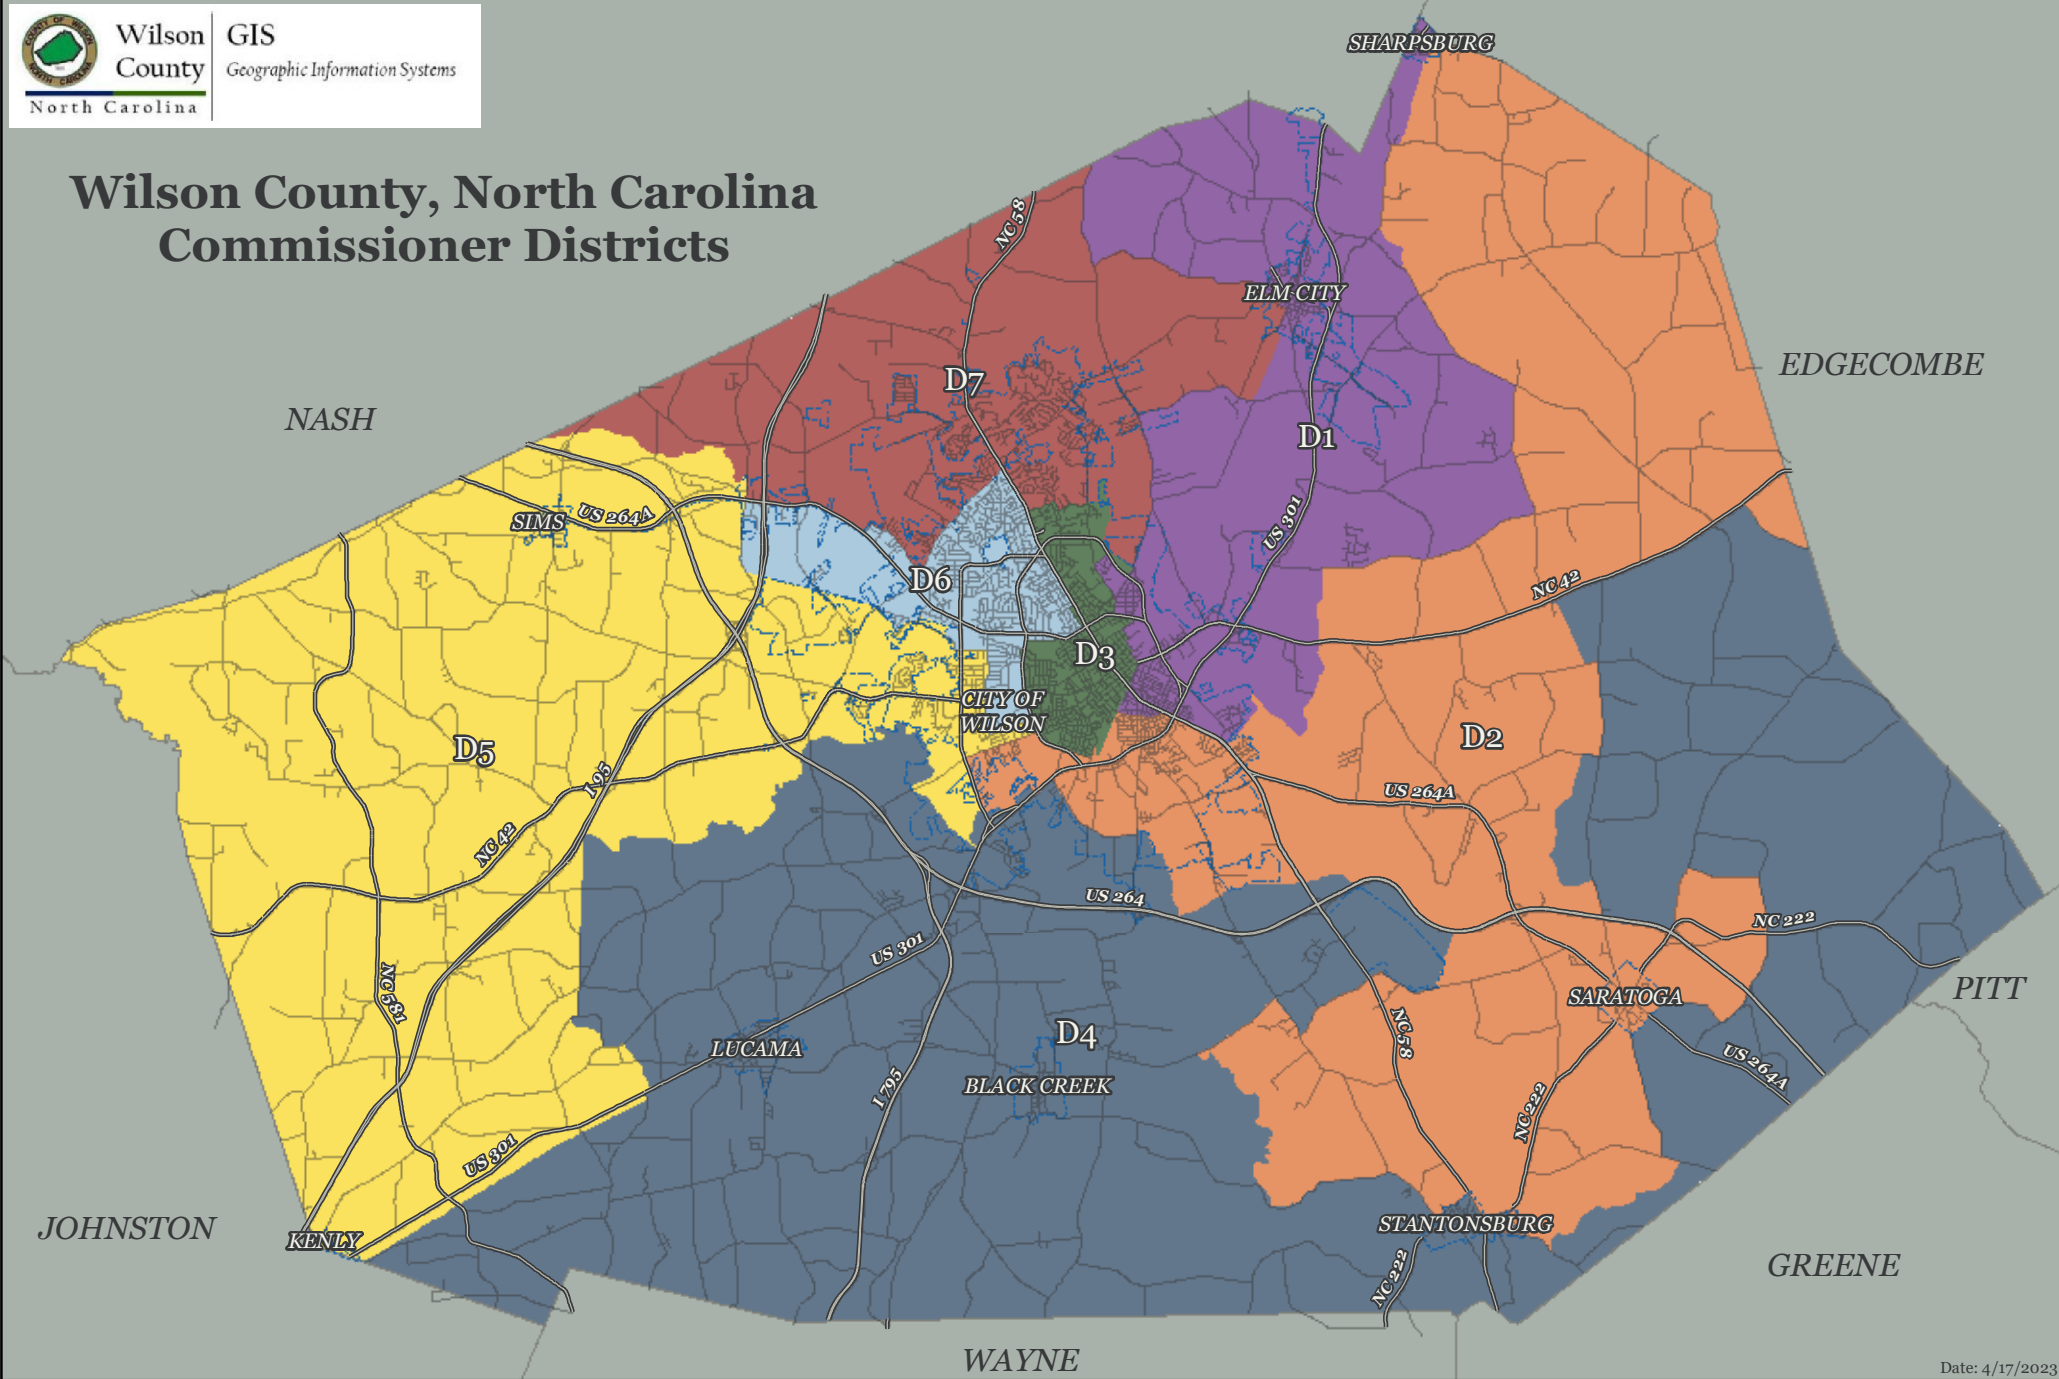 Wilson County
North Carolina
GIS
Geographic Information Systems
Wilson County, North Carolina
Commissioner Districts
SHARPSBURG
NC 58
ELM CITY
EDGECOMBE
D7
NASH
D1
US 301
SIMS
US 264A
D6
NC 42
D3
CITY OF
WILSON
D5
D2
I-95
US 264A
NC 42
US 264
NC 222
US 301
NC 581
SARATOGA
PITT
D4
NC 58
LUCAMA
US 264A
BLACK CREEK
I 795
NC 222
US 301
JOHNSTON
KENLY
STANTONSBURG
NC 222
GREENE
WAYNE
Date: 4/17/2023